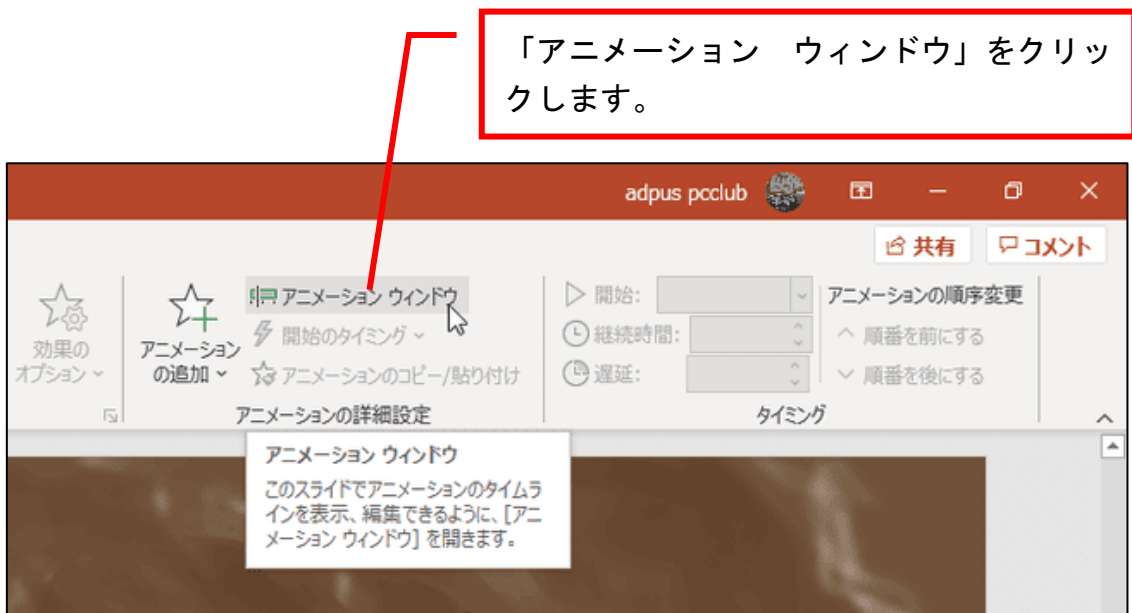 「アニメーション　ウィンドウ」をクリッ
クします。
adpus pcclub
共有
コメント
効果の
オプション
アニメーション
の追加
アニメーション ウィンドウ
開始のタイミング
アニメーションのコピー/貼り付け
アニメーションの詳細設定
開始:
継続時間:
遅延:
アニメーションの順序変更
順番を前にする
順番を後にする
タイミング
アニメーション ウィンドウ
このスライドでアニメーションのタイムラ
インを表示、編集できるように、[アニ
メーション ウィンドウ] を開きます。